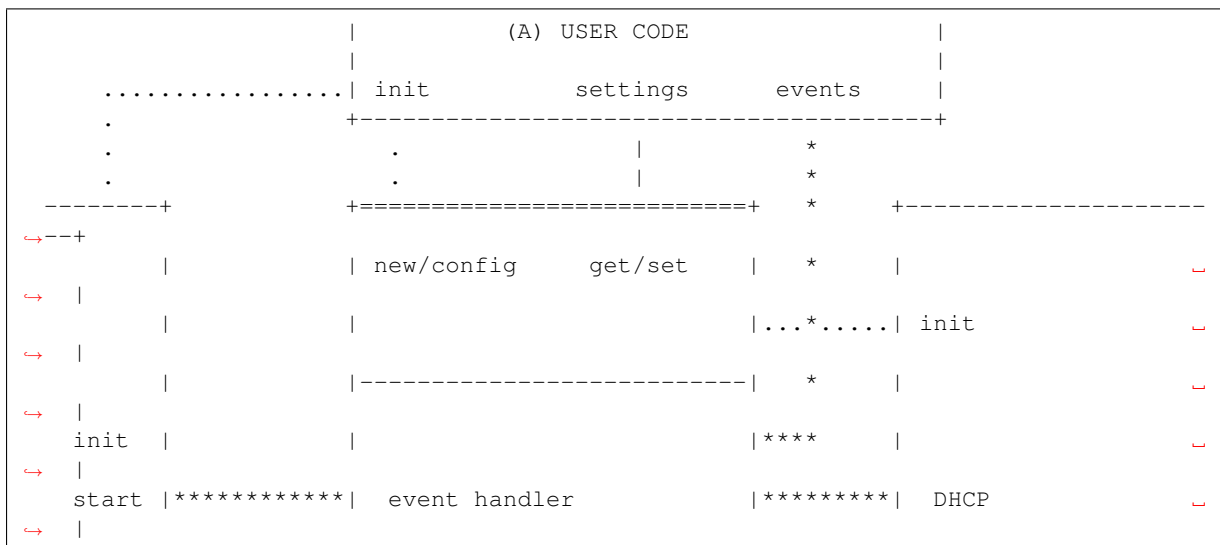 |          (A) USER CODE                 |
                       |                                        |
      .................| init          settings      events     |
      .                +----------------------------------------+
      .                   .                |           *
      .                   .                |           *
  --------+            +===========================+   *     +---------------------
↪--+
          |            | new/config     get/set    |   *     |                    ␣
↪  |
          |            |                           |...*.....| init               ␣
↪  |
          |            |---------------------------|   *     |                    ␣
↪  |
    init  |            |                           |****     |                    ␣
↪  |
    start |************|  event handler            |*********|  DHCP              ␣
↪  |